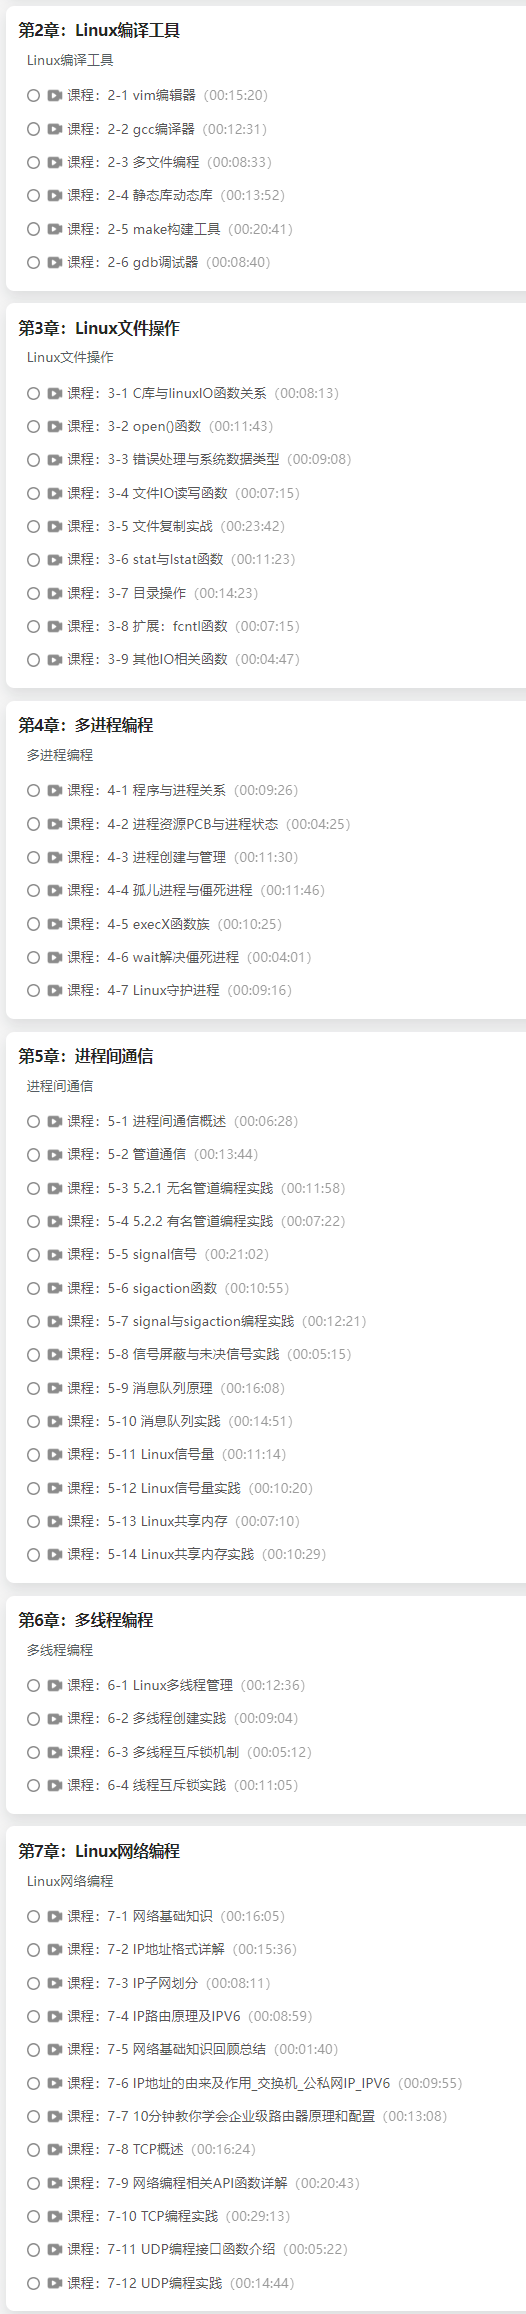 第2章：Linux编译工具
Linux编译工具
课程：2-1 vim编辑器（00:15:20）
课程：2-2 gcc编译器（00:12:31）
课程：2-3 多文件编程（00:08:33）
课程：2-4 静态库动态库（00:13:52）
课程：2-5 make构建工具（00:20:41）
课程：2-6 gdb调试器（00:08:40）
第3章：Linux文件操作
Linux文件操作
课程：3-1 C库与linuxIO函数关系（00:08:13）
课程：3-2 open()函数（00:11:43）
课程：3-3 错误处理与系统数据类型（00:09:08）
课程：3-4 文件IO读写函数（00:07:15）
课程：3-5 文件复制实战（00:23:42）
课程：3-6 stat与lstat函数（00:11:23）
课程：3-7 目录操作（00:14:23）
课程：3-8 扩展：fcntl函数（00:07:15）
课程：3-9 其他IO相关函数（00:04:47）
第4章：多进程编程
多进程编程
课程：4-1 程序与进程关系（00:09:26）
课程：4-2 进程资源PCB与进程状态（00:04:25）
课程：4-3 进程创建与管理（00:11:30）
课程：4-4 孤儿进程与僵死进程（00:11:46）
课程：4-5 execX函数族（00:10:25）
课程：4-6 wait解决僵死进程（00:04:01）
课程：4-7 Linux守护进程（00:09:16）
第5章：进程间通信
进程间通信
课程：5-1 进程间通信概述（00:06:28）
课程：5-2 管道通信（00:13:44）
课程：5-3 5.2.1 无名管道编程实践（00:11:58）
课程：5-4 5.2.2 有名管道编程实践（00:07:22）
课程：5-5 signal信号（00:21:02）
课程：5-6 sigaction函数（00:10:55）
课程：5-7 signal与sigaction编程实践（00:12:21）
课程：5-8 信号屏蔽与未决信号实践（00:05:15）
课程：5-9 消息队列原理（00:16:08）
课程：5-10 消息队列实践（00:14:51）
课程：5-11 Linux信号量（00:11:14）
课程：5-12 Linux信号量实践（00:10:20）
课程：5-13 Linux共享内存（00:07:10）
课程：5-14 Linux共享内存实践（00:10:29）
第6章：多线程编程
多线程编程
课程：6-1 Linux多线程管理（00:12:36）
课程：6-2 多线程创建实践（00:09:04）
课程：6-3 多线程互斥锁机制（00:05:12）
课程：6-4 线程互斥锁实践（00:11:05）
第7章：Linux网络编程
Linux网络编程
课程：7-1 网络基础知识（00:16:05）
课程：7-2 IP地址格式详解（00:15:36）
课程：7-3 IP子网划分（00:08:11）
课程：7-4 IP路由原理及IPV6（00:08:59）
课程：7-5 网络基础知识回顾总结（00:01:40）
课程：7-6 IP地址的由来及作用_交换机_公私网IP_IPV6（00:09:55）
课程：7-7 10分钟教你学会企业级路由器原理和配置（00:13:08）
课程：7-8 TCP概述（00:16:24）
课程：7-9 网络编程相关API函数详解（00:20:43）
课程：7-10 TCP编程实践（00:29:13）
课程：7-11 UDP编程接口函数介绍（00:05:22）
课程：7-12 UDP编程实践（00:14:44）